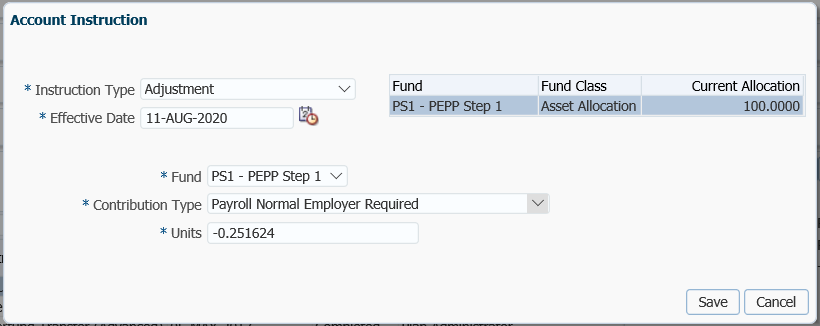 Account Instruction
* Instruction Type Adjustment
* Effective Date 11-AUG-2020
Fund Fund Class Current Allocation
PS1 - PEPP Step 1 Asset Allocation 100.0000
* Fund PS1 - PEPP Step 1
* Contribution Type Payroll Normal Employer Required
* Units -0.251624
Save Cancel